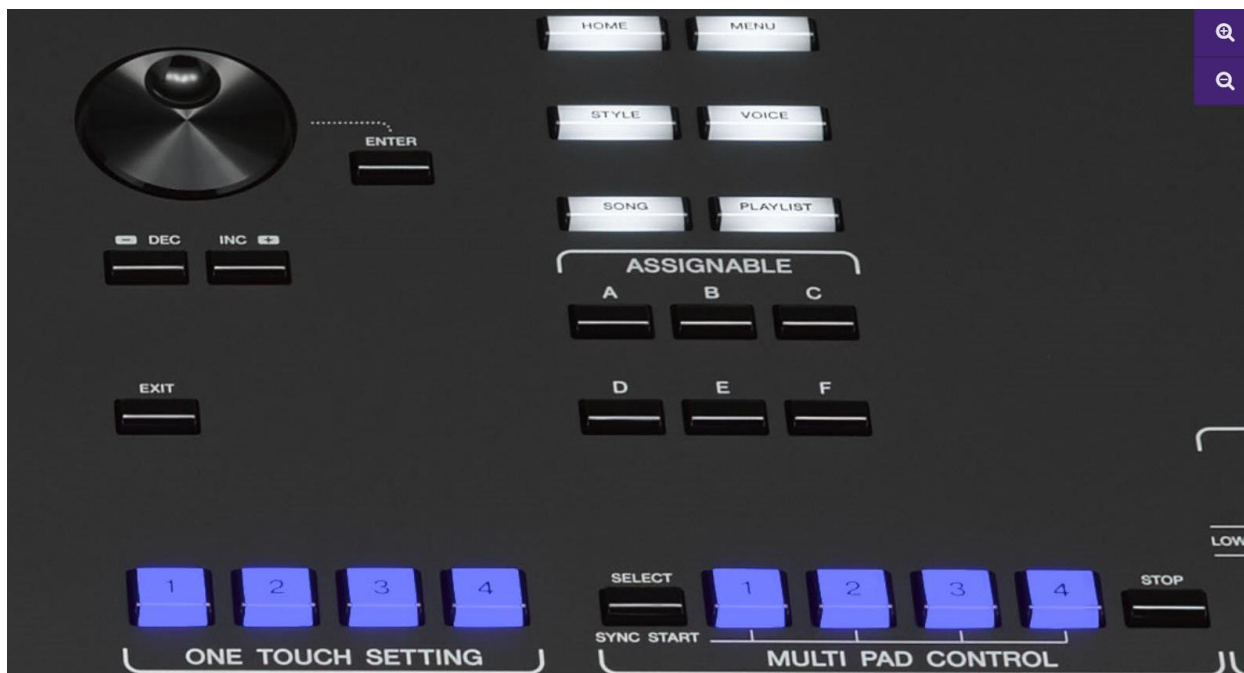 HOME MENU
STYLE VOICE
ENTER
SONG PLAYLIST
- DEC INC +
ASSIGNABLE
A B C
EXIT
D E F
LOW
1 2 3 4
SELECT
1 2 3 4
STOP
SYNC START
ONE TOUCH SETTING
MULTI PAD CONTROL